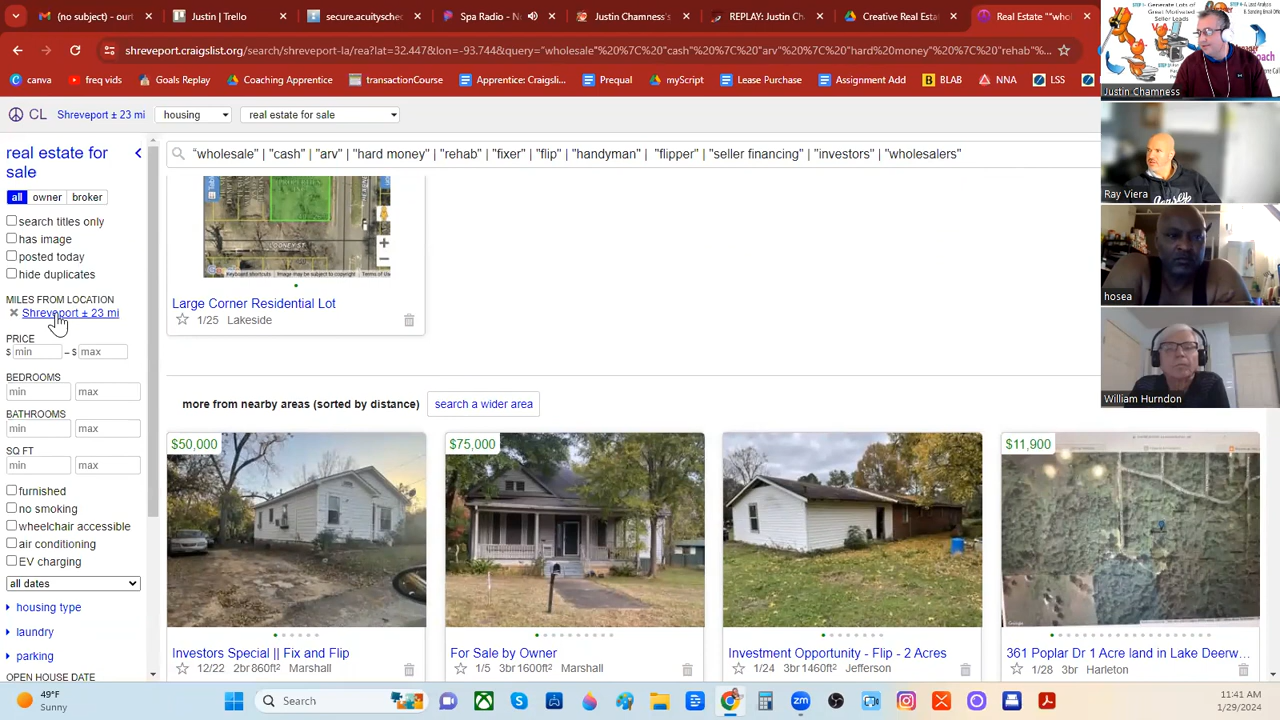 (no subject) - ourt
Justin | Trello
secure.acuitysche
Justin Chamness's
REPLAY: Justin Ch
Creative Real Est
Real Estate ""who
shreveport.craigslist.org/search/shreveport-la/rea?lat=32.447&lon=-93.744&query="wholesale"%20%7C%20"cash"%20%7C%20"arv"%20%7C%20"hard money"%20%7C%20"rehab"%...
canva
freq vids
Goals Replay
Coaching Apprentice
transactionCourse
Apprentice: Craigsli...
Prequal
myScript
Lease Purchase
Assignment Add
BLAB
NNA
LSS
CL
Shreveport ± 23 mi
housing
real estate for sale
real estate for
sale
"wholesale" | "cash" | "arv" | "hard money" | "rehab" | "fixer" | "flip" | "handyman" | "flipper" | "seller financing" | "investors" | "wholesalers"
all
owner
broker
search titles only
has image
posted today
hide duplicates
MILES FROM LOCATION
Shreveport ± 23 mi
PRICE
$ min – $ max
BEDROOMS
min max
BATHROOMS
min max
SQ FT
min max
furnished
no smoking
wheelchair accessible
air conditioning
EV charging
all dates
housing type
laundry
parking
OPEN HOUSE DATE
Large Corner Residential Lot
1/25 Lakeside
more from nearby areas (sorted by distance)
search a wider area
$50,000
$75,000
$11,900
Investors Special || Fix and Flip
12/22 2br 860ft² Marshall
For Sale by Owner
1/5 3br 1600ft² Marshall
Investment Opportunity - Flip - 2 Acres
1/24 3br 1460ft² Jefferson
361 Poplar Dr 1 Acre land in Lake Deerw...
1/28 3br Harleton
Justin Chamness
Ray Viera
hosea
William Hurndon
49°F
Sunny
Search
11:41 AM
1/29/2024